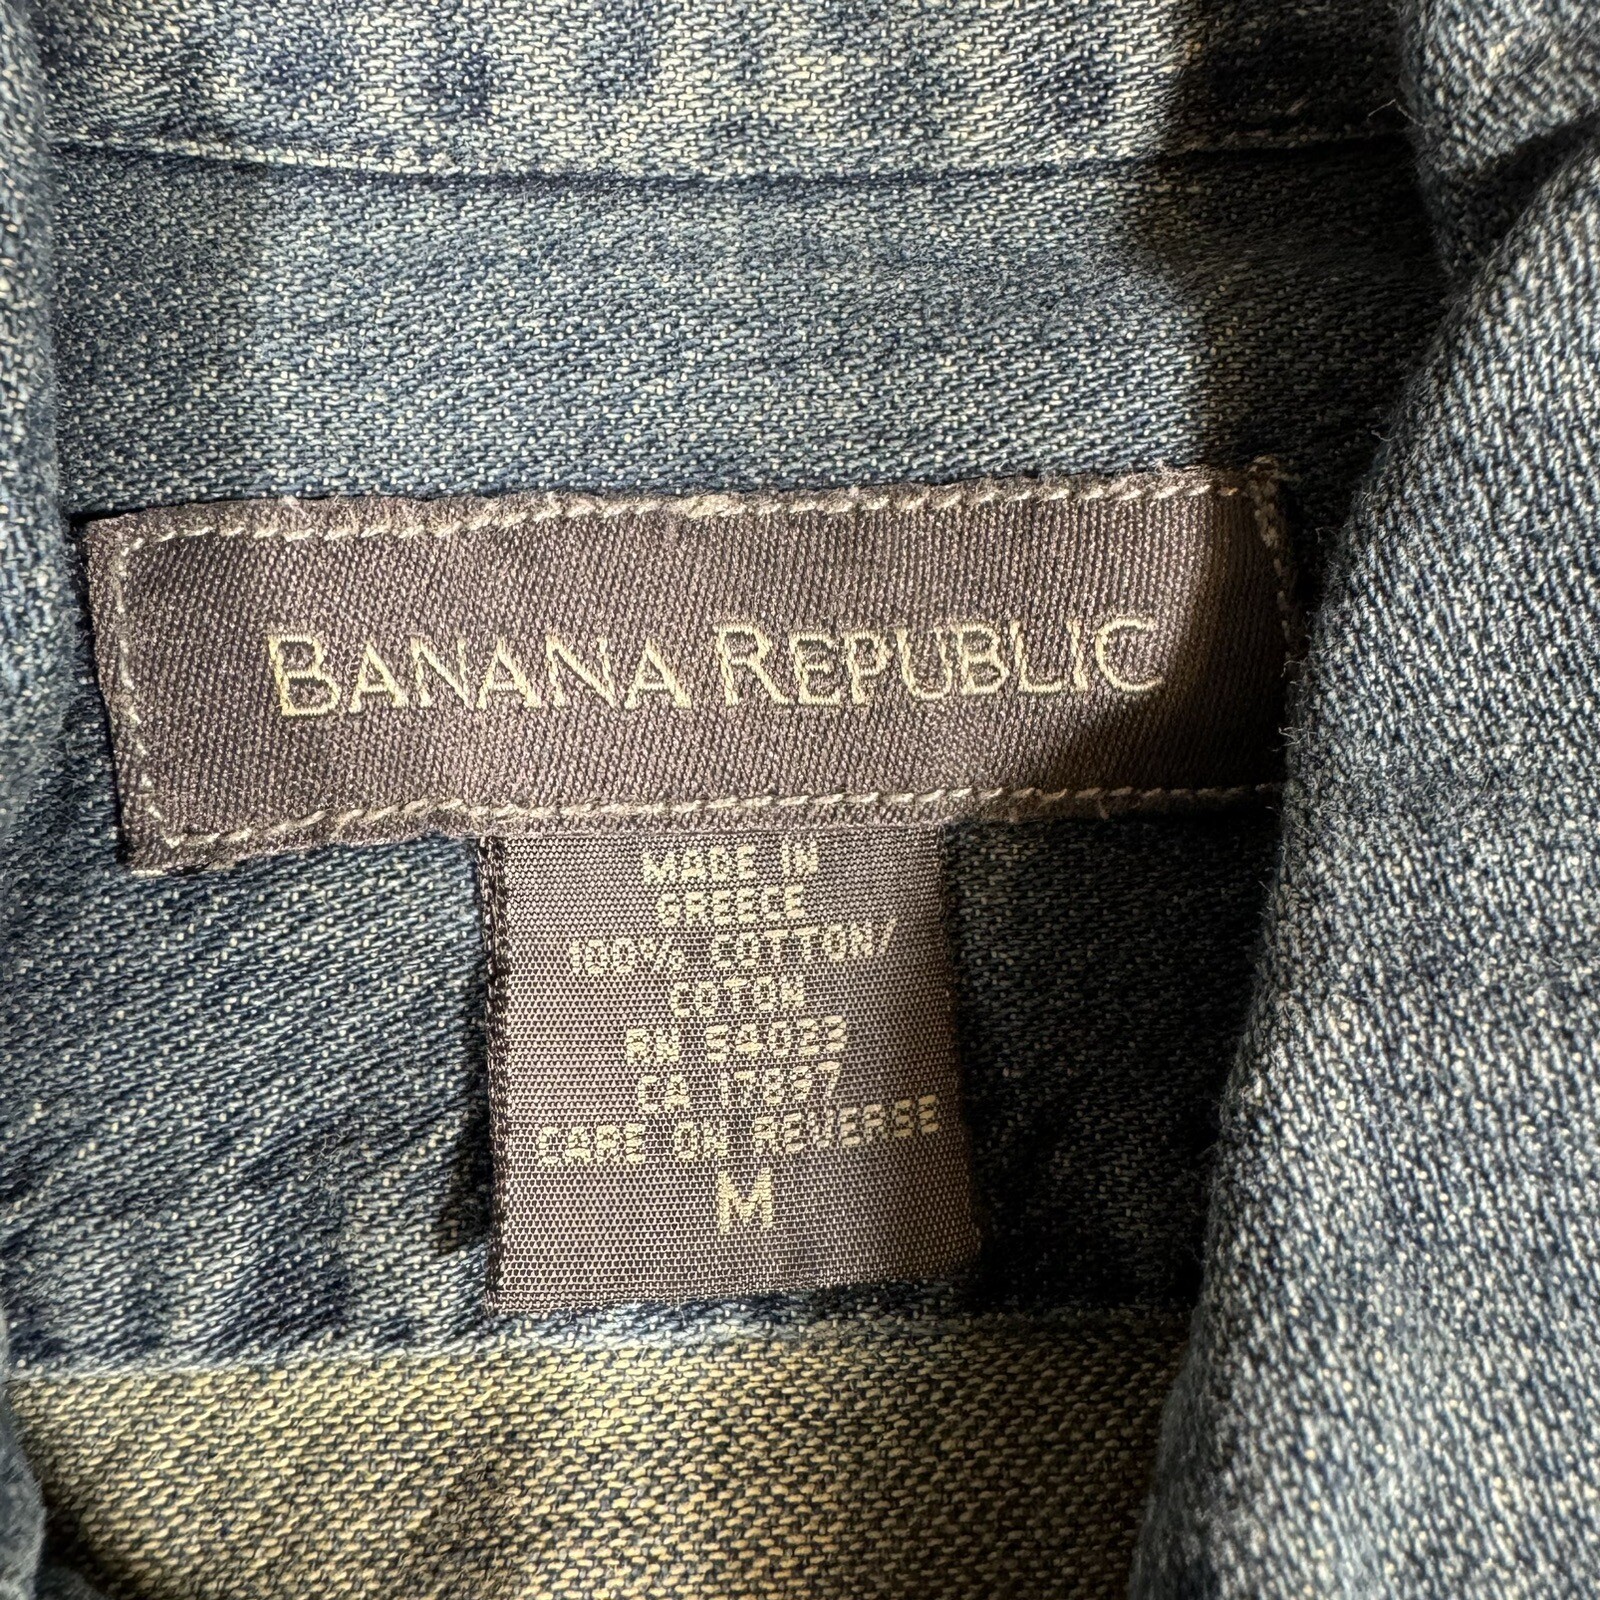 BANANA REPUBLIC
MADE IN
GREECE
100% COTTON/
COTON
RN 54023
CA 17897
CARE ON REVERSE
M